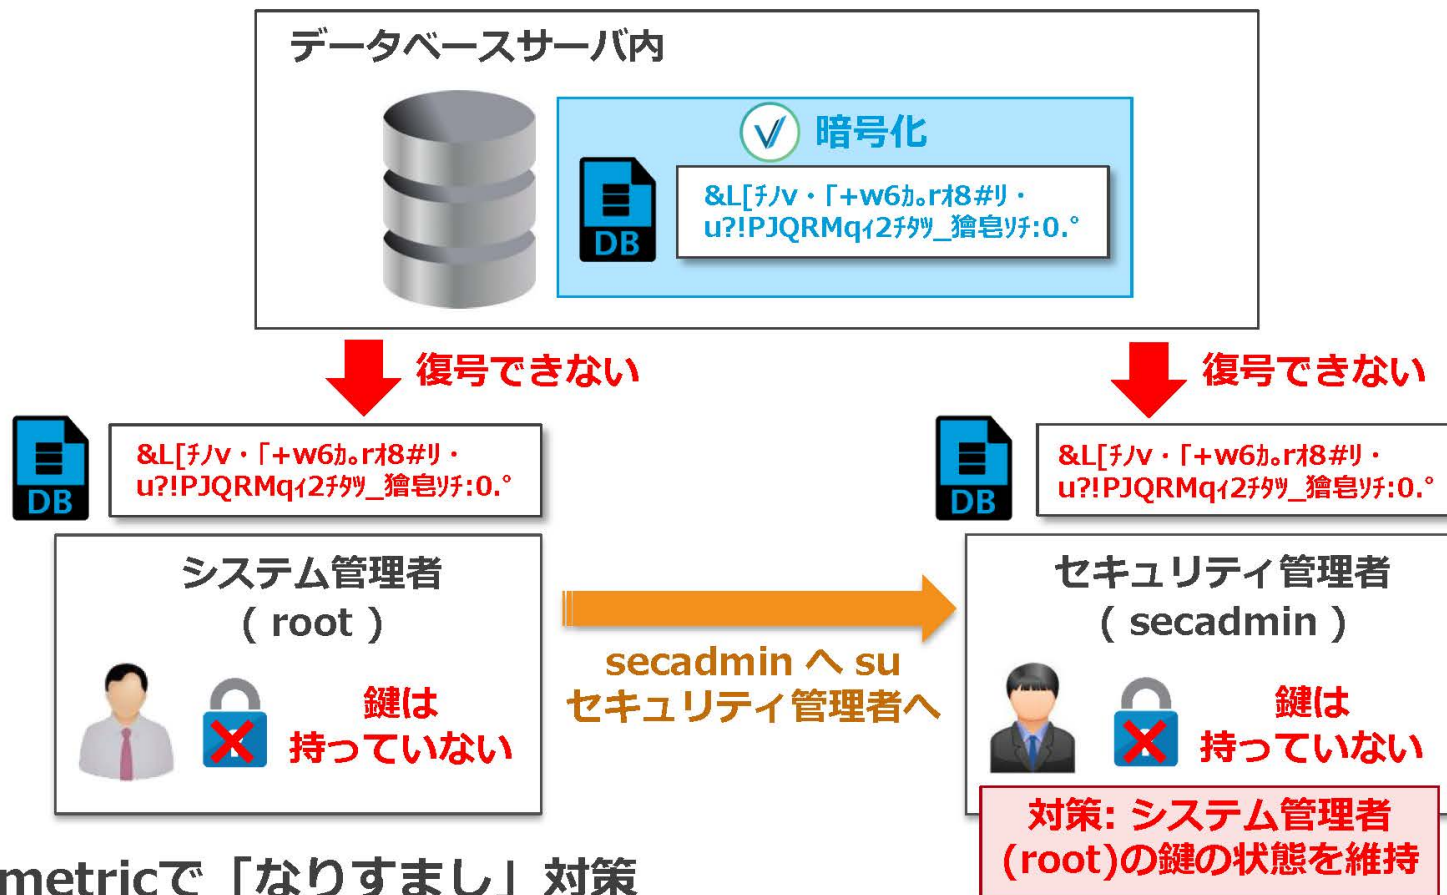 データベースサーバ内
暗号化
&L[ﾁﾉv・｢+w6ｶ｡rｵ8#ﾘ・
u?!PJQRMqｨ2ﾁﾀﾂ_獪皀ｿﾁ:0.°
DB
復号できない
復号できない
&L[ﾁﾉv・｢+w6ｶ｡rｵ8#ﾘ・
u?!PJQRMqｨ2ﾁﾀﾂ_獪皀ｿﾁ:0.°
DB
&L[ﾁﾉv・｢+w6ｶ｡rｵ8#ﾘ・
u?!PJQRMqｨ2ﾁﾀﾂ_獪皀ｿﾁ:0.°
DB
システム管理者
( root )
鍵は
持っていない
secadmin へ su
セキュリティ管理者へ
セキュリティ管理者
( secadmin )
鍵は
持っていない
対策: システム管理者
(root)の鍵の状態を維持
metricで「なりすまし」対策